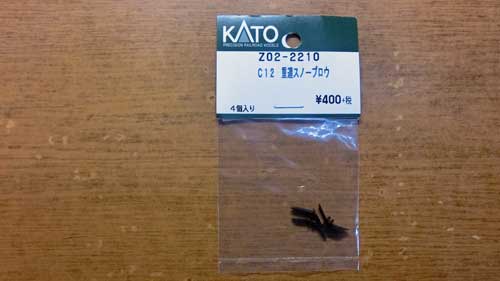 KATO
PRECISION RAILROAD MODELS
Z02-2210
C12 重連スノープロウ
¥400+税
4個入り